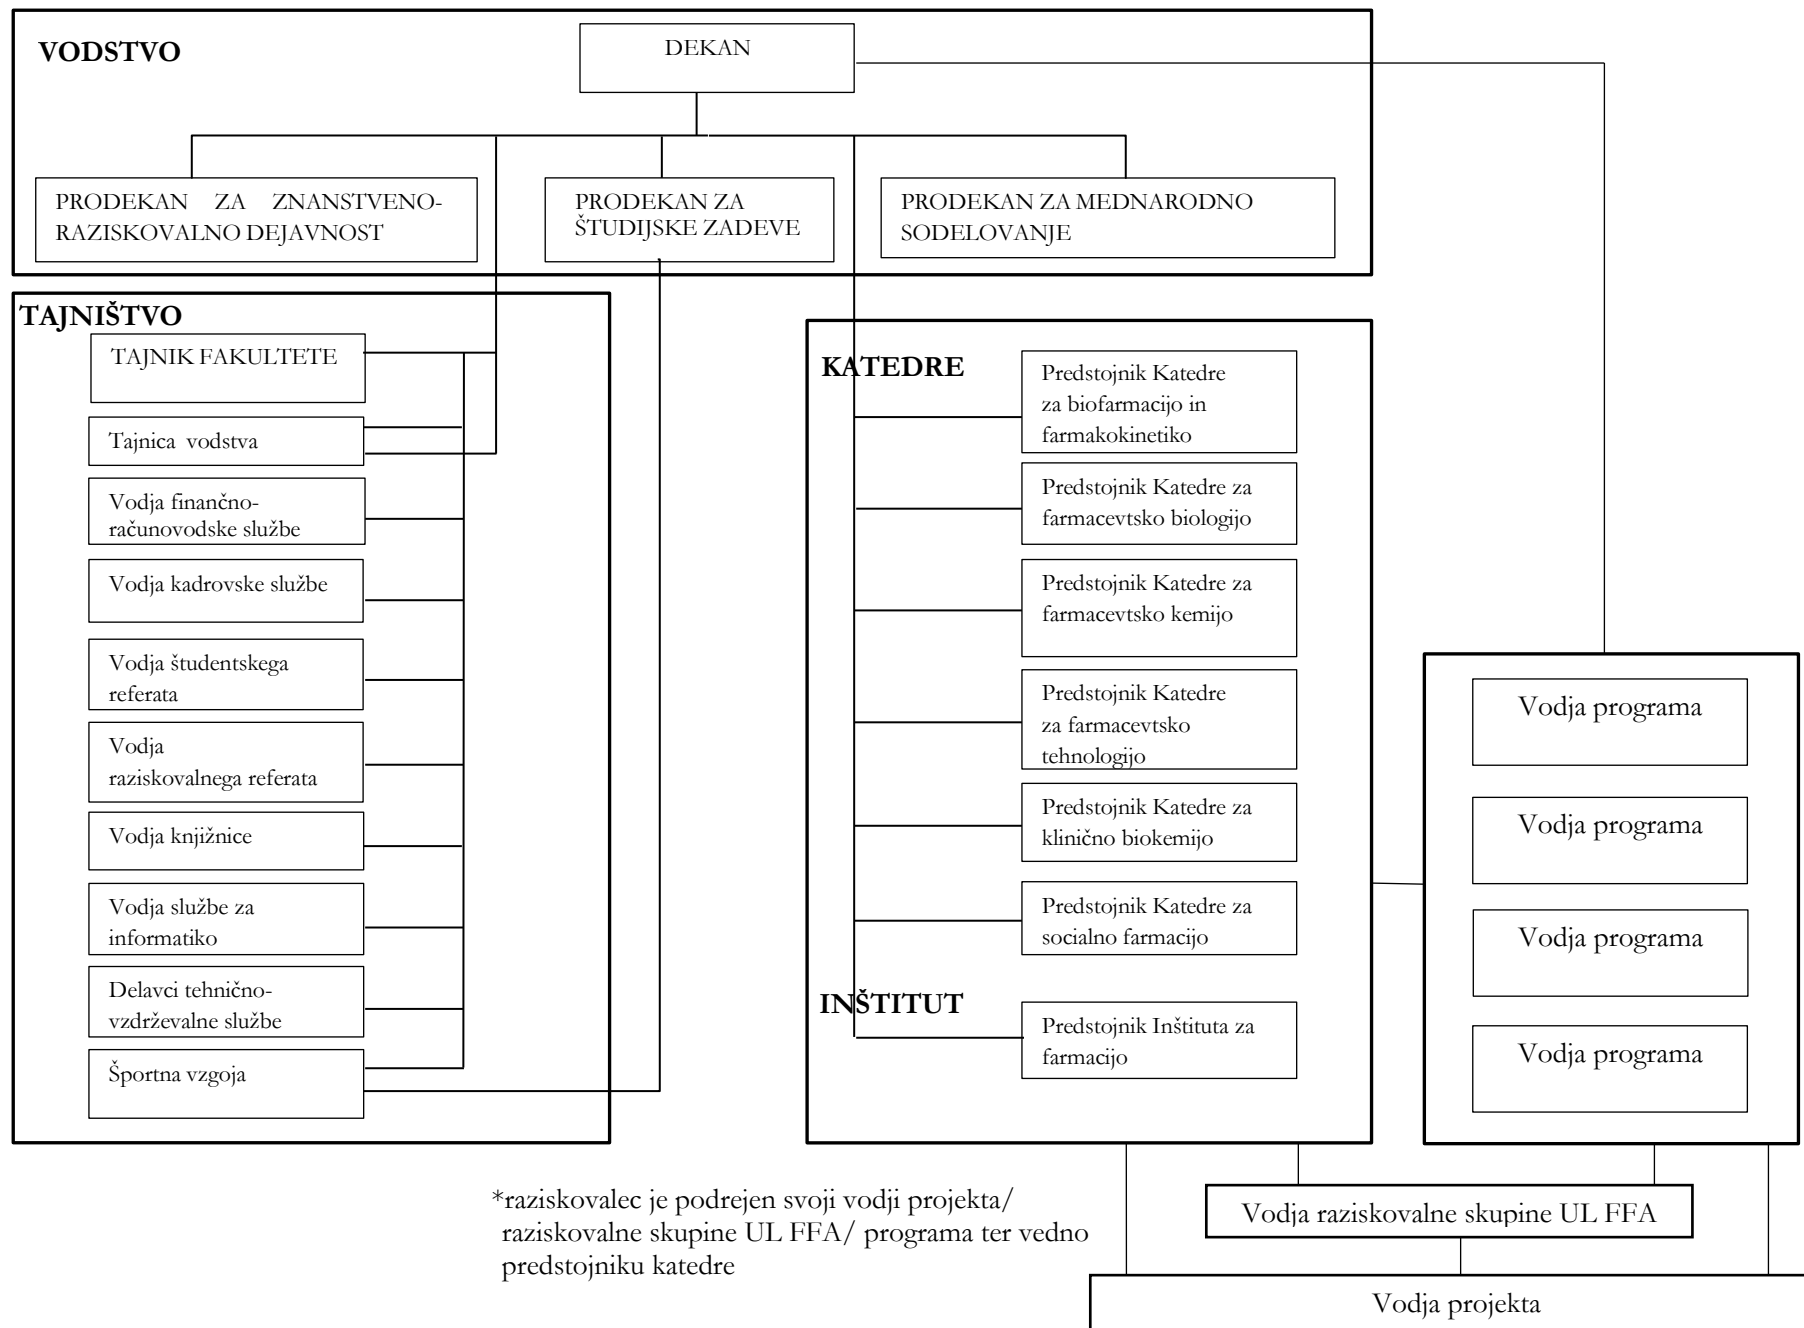 VODSTVO
DEKAN
PRODEKAN ZA ZNANSTVENO-
RAZISKOVALNO DEJAVNOST
PRODEKAN ZA
ŠTUDIJSKE ZADEVE
PRODEKAN ZA MEDNARODNO
SODELOVANJE
TAJNIŠTVO
TAJNIK FAKULTETE
Tajnica vodstva
Vodja finančno-
računovodske službe
Vodja kadrovske službe
Vodja študentskega
referata
Vodja
raziskovalnega referata
Vodja knjižnice
Vodja službe za
informatiko
Delavci tehnično-
vzdrževalne službe
Športna vzgoja
KATEDRE
Predstojnik Katedre
za biofarmacijo in
farmakokinetiko
Predstojnik Katedre za
farmacevtsko biologijo
Predstojnik Katedre za
farmacevtsko kemijo
Predstojnik Katedre
za farmacevtsko
tehnologijo
Predstojnik Katedre za
klinično biokemijo
Predstojnik Katedre za
socialno farmacijo
INŠTITUT
Predstojnik Inštituta za
farmacijo
Vodja programa
Vodja programa
Vodja programa
Vodja programa
*raziskovalec je podrejen svoji vodji projekta/
raziskovalne skupine UL FFA/ programa ter vedno
predstojniku katedre
Vodja raziskovalne skupine UL FFA
Vodja projekta